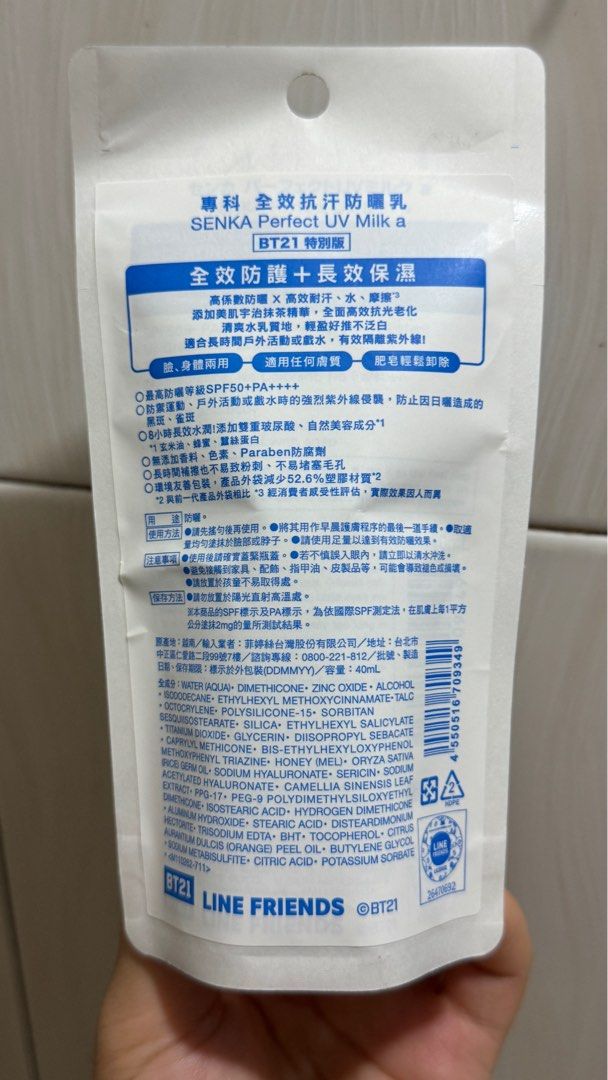 專科 全效抗汗防曬乳
SENKA Perfect UV Milk a
BT21 特別版
全效防護＋長效保濕
高係數防曬 X 高效耐汗、水、摩擦*3
添加美肌宇治抹茶精華，全面高效抗光老化
清爽水乳質地，輕盈好推不泛白
適合長時間戶外活動或戲水，有效隔離紫外線!
臉、身體兩用 適用任何膚質 肥皂輕鬆卸除
○最高防曬等級SPF50+PA++++
○防禦運動、戶外活動或戲水時的強烈紫外線侵襲，防止因日曬造成的
黑斑、雀斑
○8小時長效水潤!添加雙重玻尿酸、自然美容成分*1
*1 玄米油、蜂蜜、蠶絲蛋白
○無添加香料、色素、Paraben防腐劑
○長時間補擦也不易致粉刺、不易堵塞毛孔
○環境友善包裝，產品外袋減少52.6%塑膠材質*2
*2 與前一代產品外袋相比 *3 經消費者感受性評估，實際效果因人而異
用途 防曬。
使用方法 ●請先搖勻後再使用。●將其用作早晨護膚程序的最後一道手續。●取適
量均勻塗抹於臉部或脖子。●請使用足量以達到有效防曬效果。
注意事項 ●使用後請確實蓋緊瓶蓋。●若不慎誤入眼內，請立即以清水沖洗。
●避免接觸到家具、配飾、指甲油、皮製品等，可能會導致褪色或損壞。
●請放置於孩童不易取得處。
保存方法 ●請勿放置於陽光直射高溫處。
※本商品的SPF標示及PA標示，為依國際SPF測定法，在肌膚上每1平方
公分塗抹2mg的量所測試結果。
原產地：越南／輸入業者：菲婷絲台灣股份有限公司／地址：台北市
中正區仁愛路二段99號7樓／諮詢專線：0800-221-812／批號、製造
日期、保存期限：標示於外包裝(DDMMYY)／容量：40mL
全成分：WATER (AQUA)・DIMETHICONE・ZINC OXIDE・ALCOHOL
・ISODODECANE・ETHYLHEXYL METHOXYCINNAMATE・TALC
・OCTOCRYLENE・POLYSILICONE-15・SORBITAN
SESQUIISOSTEARATE・SILICA・ETHYLHEXYL SALICYLATE
・TITANIUM DIOXIDE・GLYCERIN・DIISOPROPYL SEBACATE
・CAPRYLYL METHICONE・BIS-ETHYLHEXYLOXYPHENOL
METHOXYPHENYL TRIAZINE・HONEY (MEL)・ORYZA SATIVA
(RICE) GERM OIL・SODIUM HYALURONATE・SERICIN・SODIUM
ACETYLATED HYALURONATE・CAMELLIA SINENSIS LEAF
EXTRACT・PPG-17・PEG-9 POLYDIMETHYLSILOXYETHYL
DIMETHICONE・ISOSTEARIC ACID・HYDROGEN DIMETHICONE
・ALUMINUM HYDROXIDE・STEARIC ACID・DISTEARDIMONIUM
HECTORITE・TRISODIUM EDTA・BHT・TOCOPHEROL・CITRUS
AURANTIUM DULCIS (ORANGE) PEEL OIL・BUTYLENE GLYCOL
・SODIUM METABISULFITE・CITRIC ACID・POTASSIUM SORBATE
・<M110392-711>
4 550516 709349
2
HDPE
LINE
FRIENDS
26470692
BT21 LINE FRIENDS ©BT21